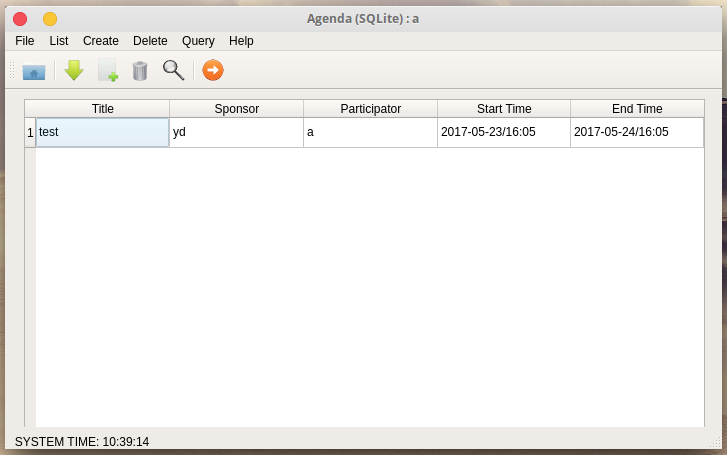 Agenda (SQLite) : a
File List Create Delete Query Help
Title Sponsor Participator Start Time End Time
1 test yd a 2017-05-23/16:05 2017-05-24/16:05
SYSTEM TIME: 10:39:14